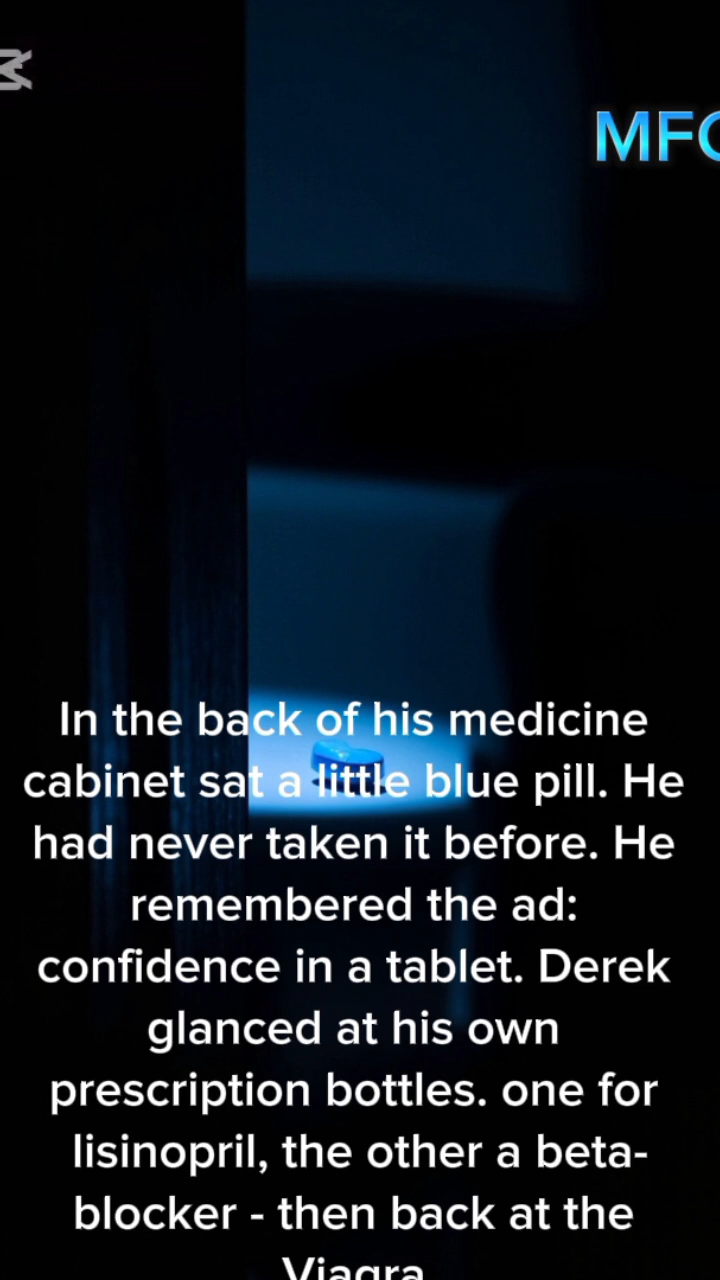 MFC
In the back of his medicine
cabinet sat a little blue pill. He
had never taken it before. He
remembered the ad:
confidence in a tablet. Derek
glanced at his own
prescription bottles. one for
lisinopril, the other a beta-
blocker - then back at the
Viagra